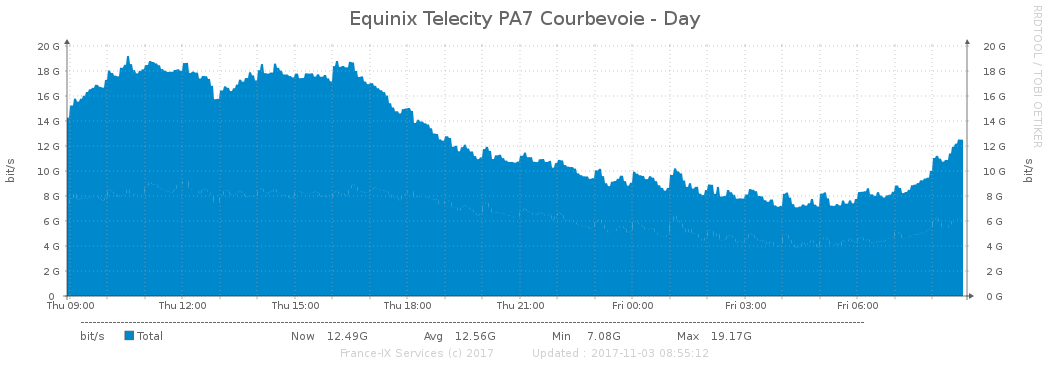 Equinix Telecity PA7 Courbevoie - Day
RRDTOOL / TOBI OETIKER
20 G 20 G
18 G 18 G
16 G 16 G
14 G 14 G
12 G 12 G
10 G 10 G
8 G 8 G
6 G 6 G
4 G 4 G
2 G 2 G
0 0 G
bit/s bit/s
Thu 09:00 Thu 12:00 Thu 15:00 Thu 18:00 Thu 21:00 Fri 00:00 Fri 03:00 Fri 06:00
bit/s Total Now 12.49G Avg 12.56G Min 7.08G Max 19.17G
France-IX Services (c) 2017 Updated : 2017-11-03 08:55:12